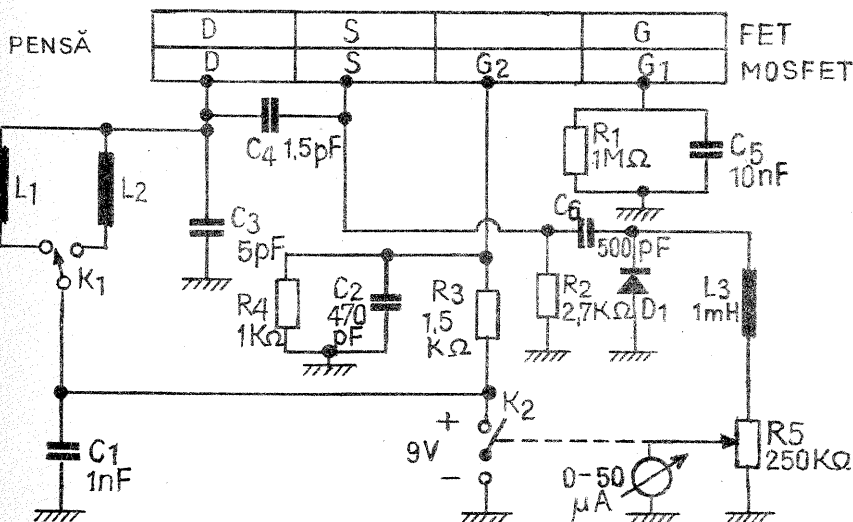 PENSĂ
D S G FET
D S G2 G1 MOSFET
C4 1,5pF
R1
1MΩ
C5
10nF
L1
L2
C3
5pF
C6
500pF
K1
R4
1KΩ
C2
470
pF
R3
1,5
KΩ
R2
2,7KΩ
D1
L3
1mH
K2
+
9V
-
C1
1nF
0-50
µA
R5
250KΩ